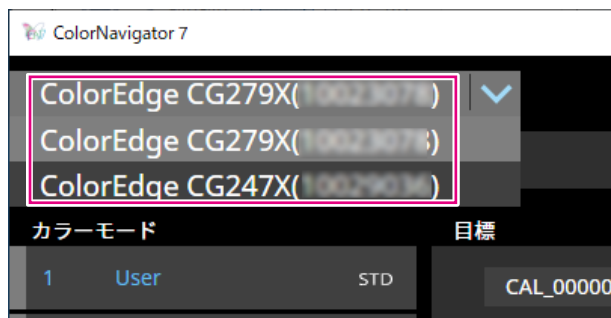 ColorNavigator 7
ColorEdge CG279X( )
ColorEdge CG279X( )
ColorEdge CG247X( )
カラーモード 目標
1 User STD CAL_00000